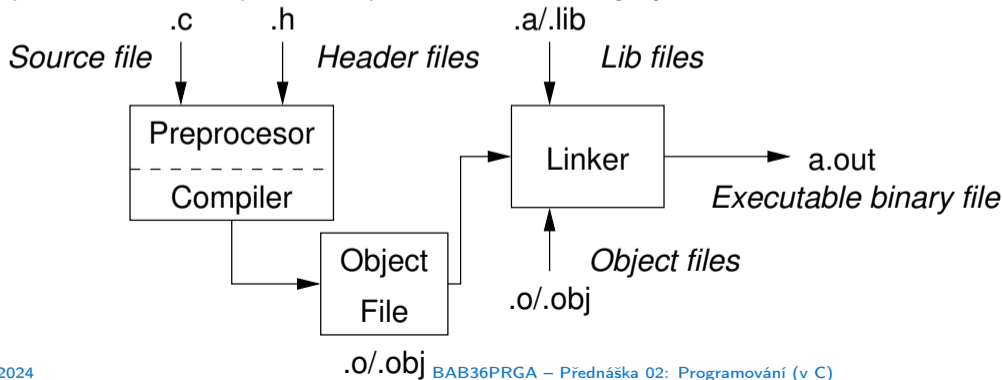 .c .h .a/.lib
Source file Header files Lib files
Preprocesor
Compiler
Linker
a.out
Executable binary file
Object
File
Object files
.o/.obj
.o/.obj
2024 BAB36PRGA – Přednáška 02: Programování (v C)